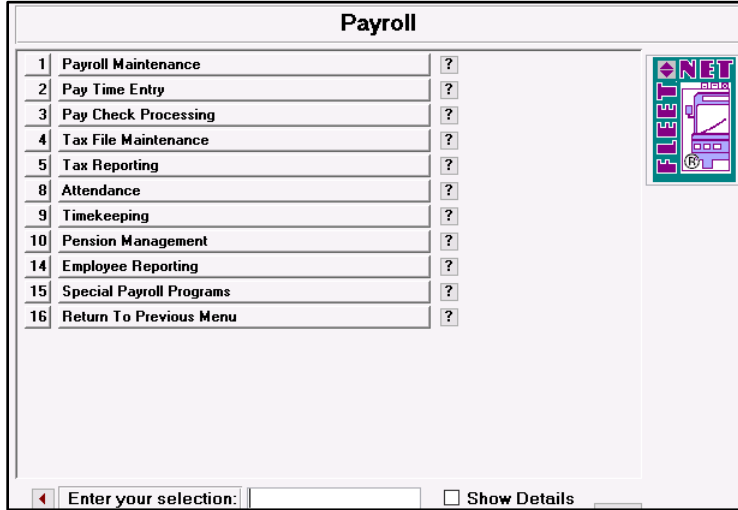 Payroll
1 Payroll Maintenance ?
2 Pay Time Entry ?
3 Pay Check Processing ?
4 Tax File Maintenance ?
5 Tax Reporting ?
8 Attendance ?
9 Timekeeping ?
10 Pension Management ?
14 Employee Reporting ?
15 Special Payroll Programs ?
16 Return To Previous Menu ?
FLEET NET
®
Enter your selection:
Show Details